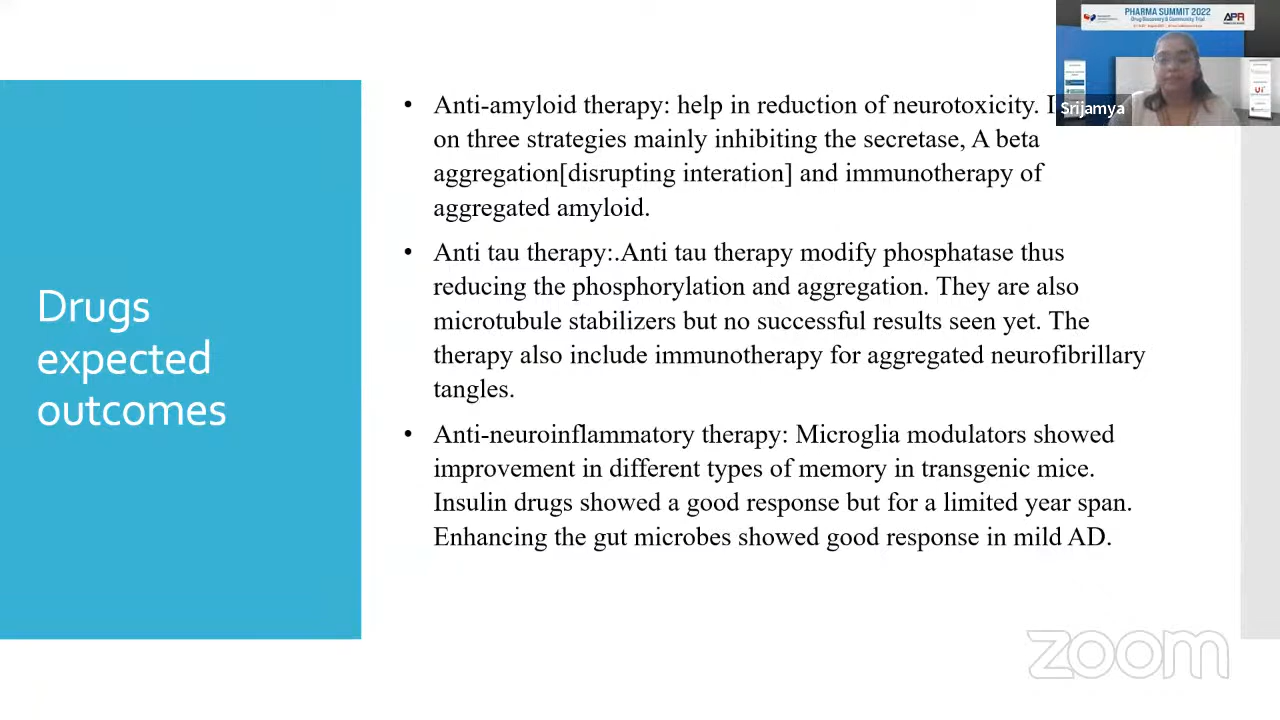 PHARMA SUMMIT 2022
Drug Discovery & Community Trial
APR
Srijamya
Drugs
expected
outcomes
• Anti-amyloid therapy: help in reduction of neurotoxicity.
on three strategies mainly inhibiting the secretase, A beta
aggregation[disrupting interation] and immunotherapy of
aggregated amyloid.
• Anti tau therapy:.Anti tau therapy modify phosphatase thus
reducing the phosphorylation and aggregation. They are also
microtubule stabilizers but no successful results seen yet. The
therapy also include immunotherapy for aggregated neurofibrillary
tangles.
• Anti-neuroinflammatory therapy: Microglia modulators showed
improvement in different types of memory in transgenic mice.
Insulin drugs showed a good response but for a limited year span.
Enhancing the gut microbes showed good response in mild AD.
zoom